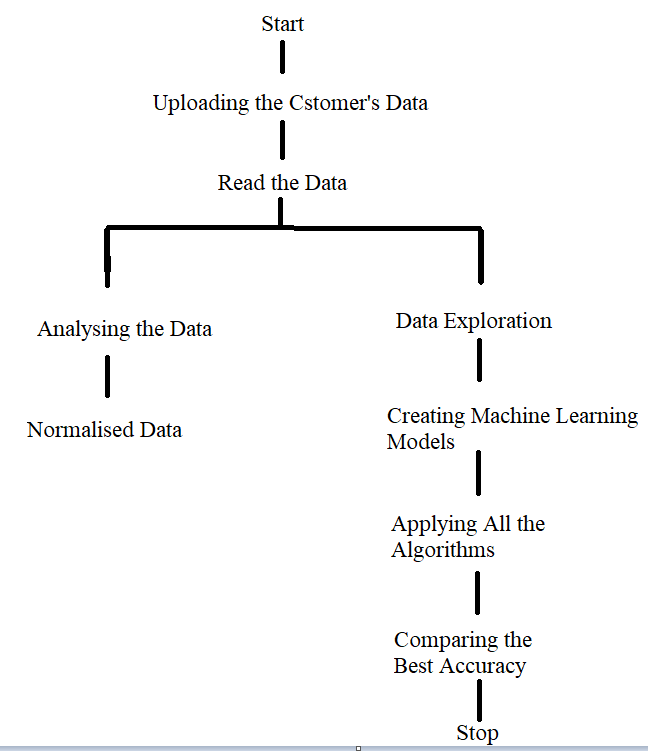 Start
Uploading the Cstomer's Data
Read the Data
Analysing the Data
Normalised Data
Data Exploration
Creating Machine Learning
Models
Applying All the
Algorithms
Comparing the
Best Accuracy
Stop